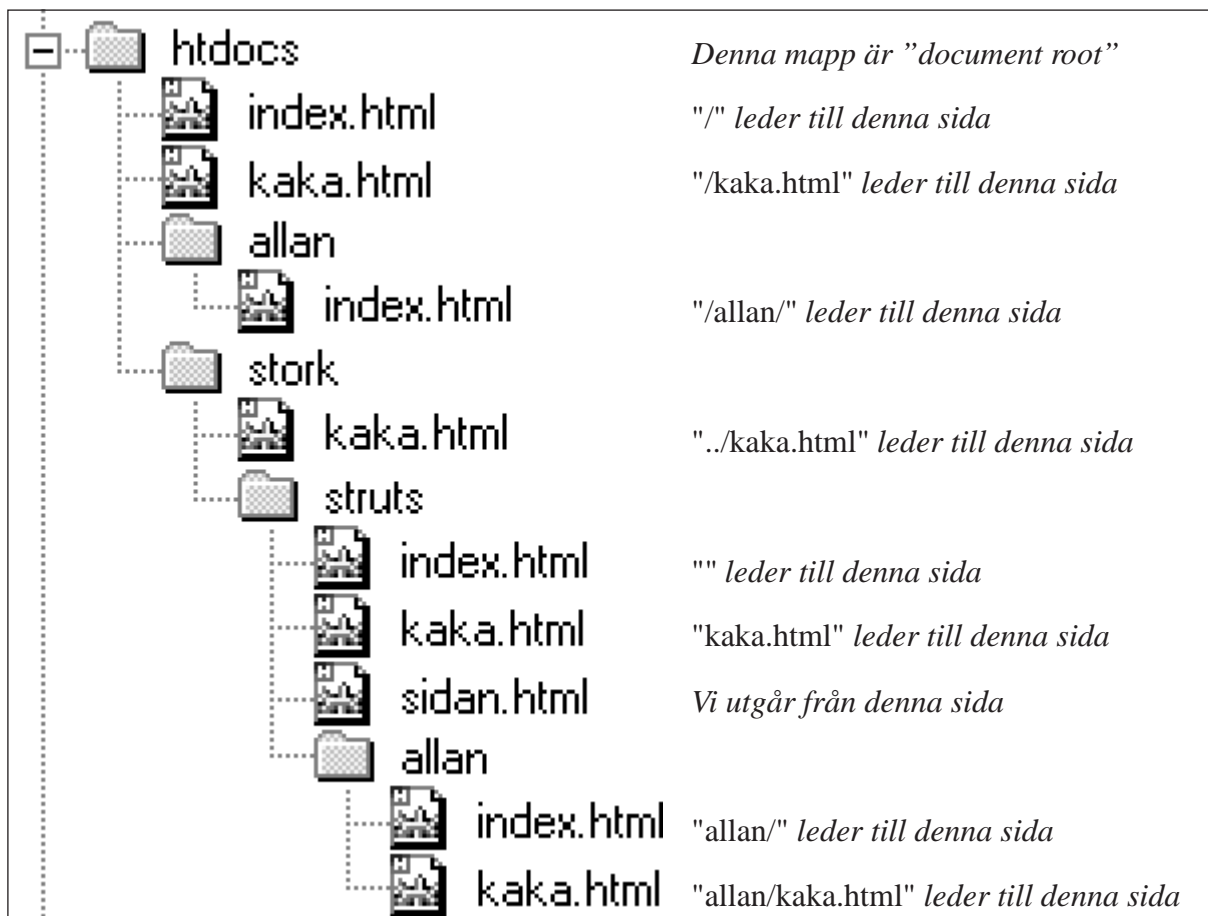 htdocs Denna mapp är ”document root”
index.html "/" leder till denna sida
kaka.html "/kaka.html" leder till denna sida
allan
index.html "/allan/" leder till denna sida
stork
kaka.html "../kaka.html" leder till denna sida
struts
index.html "" leder till denna sida
kaka.html "kaka.html" leder till denna sida
sidan.html Vi utgår från denna sida
allan
index.html "allan/" leder till denna sida
kaka.html "allan/kaka.html" leder till denna sida